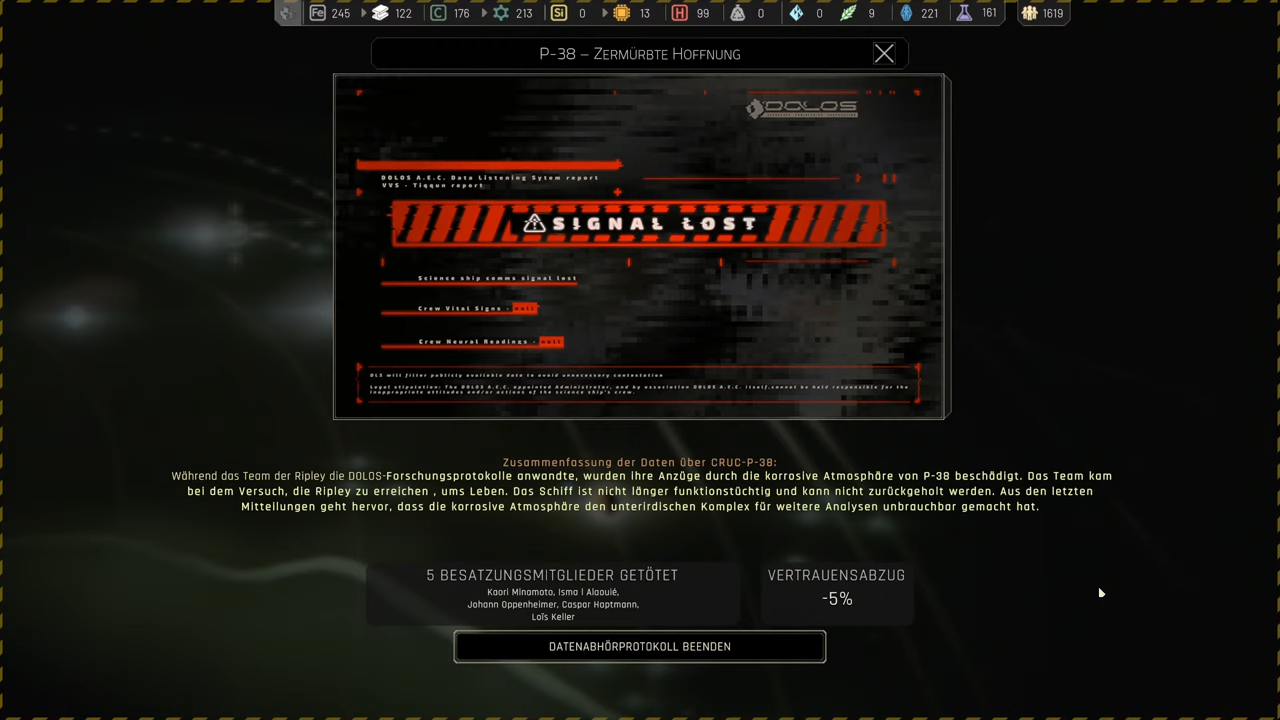 Fe 245 122 C 176 213 Si 0 13 H 99 0 0 9 221 161 1619
P-38 – Zermürbte Hoffnung
DOLOS
DOLOS A.E.C. Data Listening Sytem report
VVS - Tiqqun report
SIGNAL LOST
Science ship comms signal lost
Crew Vital Signs - null
Crew Neural Readings - null
DLS will filter publicly available data to avoid unnecessary contestation
Legal stipulation: The DOLOS A.E.C. appointed Administrator, and by association DOLOS A.E.C. itself,cannot be held responsible for the
inappropriate attitudes and/or actions of the science ship's crew.
Zusammenfassung der Daten über CRUC-P-38:
Während das Team der Ripley die DOLOS-Forschungsprotokolle anwandte, wurden ihre Anzüge durch die korrosive Atmosphäre von P-38 beschädigt. Das Team kam
bei dem Versuch, die Ripley zu erreichen , ums Leben. Das Schiff ist nicht länger funktionstüchtig und kann nicht zurückgeholt werden. Aus den letzten
Mitteilungen geht hervor, dass die korrosive Atmosphäre den unterirdischen Komplex für weitere Analysen unbrauchbar gemacht hat.
5 BESATZUNGSMITGLIEDER GETÖTET
Kaori Minamoto, Isma l Alaouié,
Johann Oppenheimer, Caspar Haptmann,
Loïs Keller
VERTRAUENSABZUG
-5%
DATENABHÖRPROTOKOLL BEENDEN